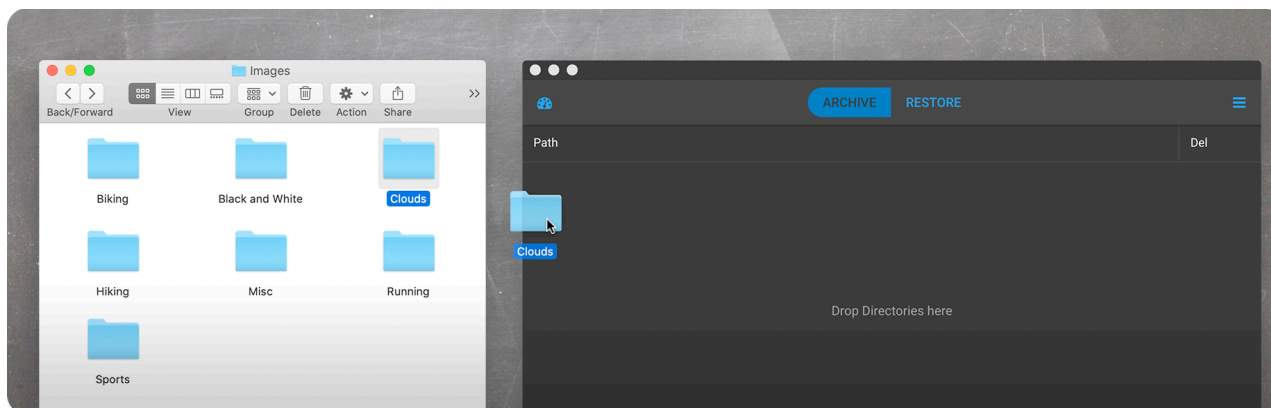 Images
Back/Forward View Group Delete Action Share
Biking Black and White Clouds
Hiking Misc Running
Sports
ARCHIVE RESTORE
Path Del
Clouds
Drop Directories here